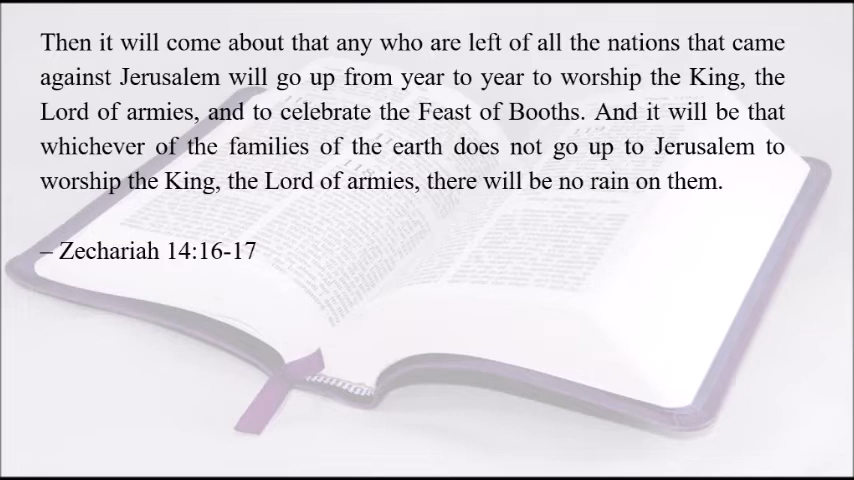 Then it will come about that any who are left of all the nations that came
against Jerusalem will go up from year to year to worship the King, the
Lord of armies, and to celebrate the Feast of Booths. And it will be that
whichever of the families of the earth does not go up to Jerusalem to
worship the King, the Lord of armies, there will be no rain on them.
– Zechariah 14:16-17